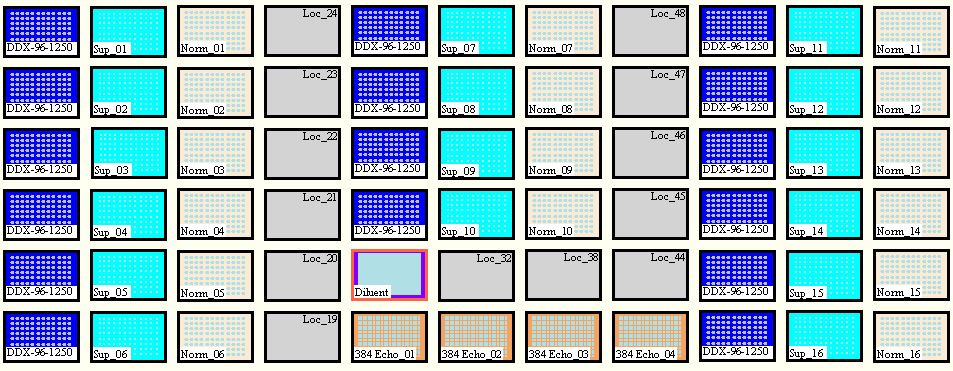 DDX-96-1250 Sup_01 Norm_01 Loc_24 DDX-96-1250 Sup_07 Norm_07 Loc_48 DDX-96-1250 Sup_11 Norm_11
DDX-96-1250 Sup_02 Norm_02 Loc_23 DDX-96-1250 Sup_08 Norm_08 Loc_47 DDX-96-1250 Sup_12 Norm_12
DDX-96-1250 Sup_03 Norm_03 Loc_22 DDX-96-1250 Sup_09 Norm_09 Loc_46 DDX-96-1250 Sup_13 Norm_13
DDX-96-1250 Sup_04 Norm_04 Loc_21 DDX-96-1250 Sup_10 Norm_10 Loc_45 DDX-96-1250 Sup_14 Norm_14
DDX-96-1250 Sup_05 Norm_05 Loc_20 Diluent Loc_32 Loc_38 Loc_44 DDX-96-1250 Sup_15 Norm_15
DDX-96-1250 Sup_06 Norm_06 Loc_19 384 Echo_01 384 Echo_02 384 Echo_03 384 Echo_04 DDX-96-1250 Sup_16 Norm_16